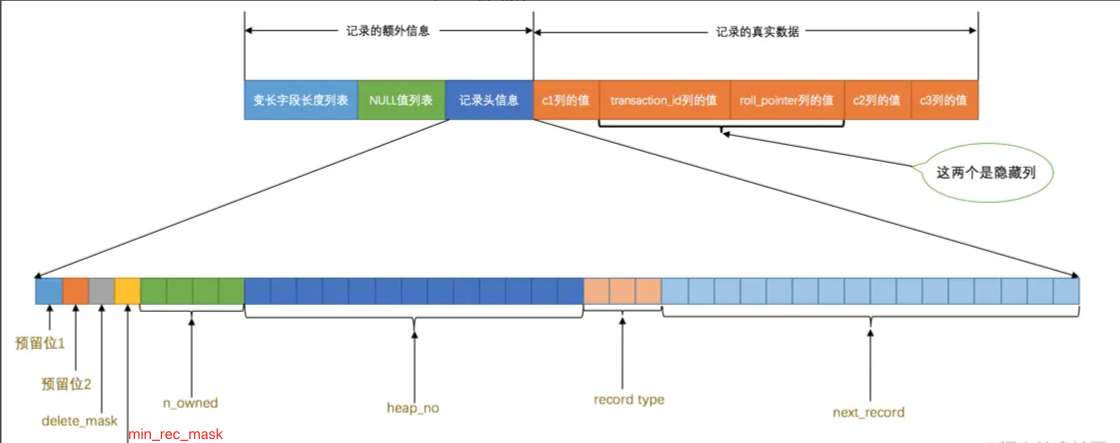 记录的额外信息
记录的真实数据
变长字段长度列表
NULL值列表
记录头信息
c1列的值
transaction_id列的值
roll_pointer列的值
c2列的值
c3列的值
这两个是隐藏列
预留位1
预留位2
delete_mask
min_rec_mask
n_owned
heap_no
record type
next_record